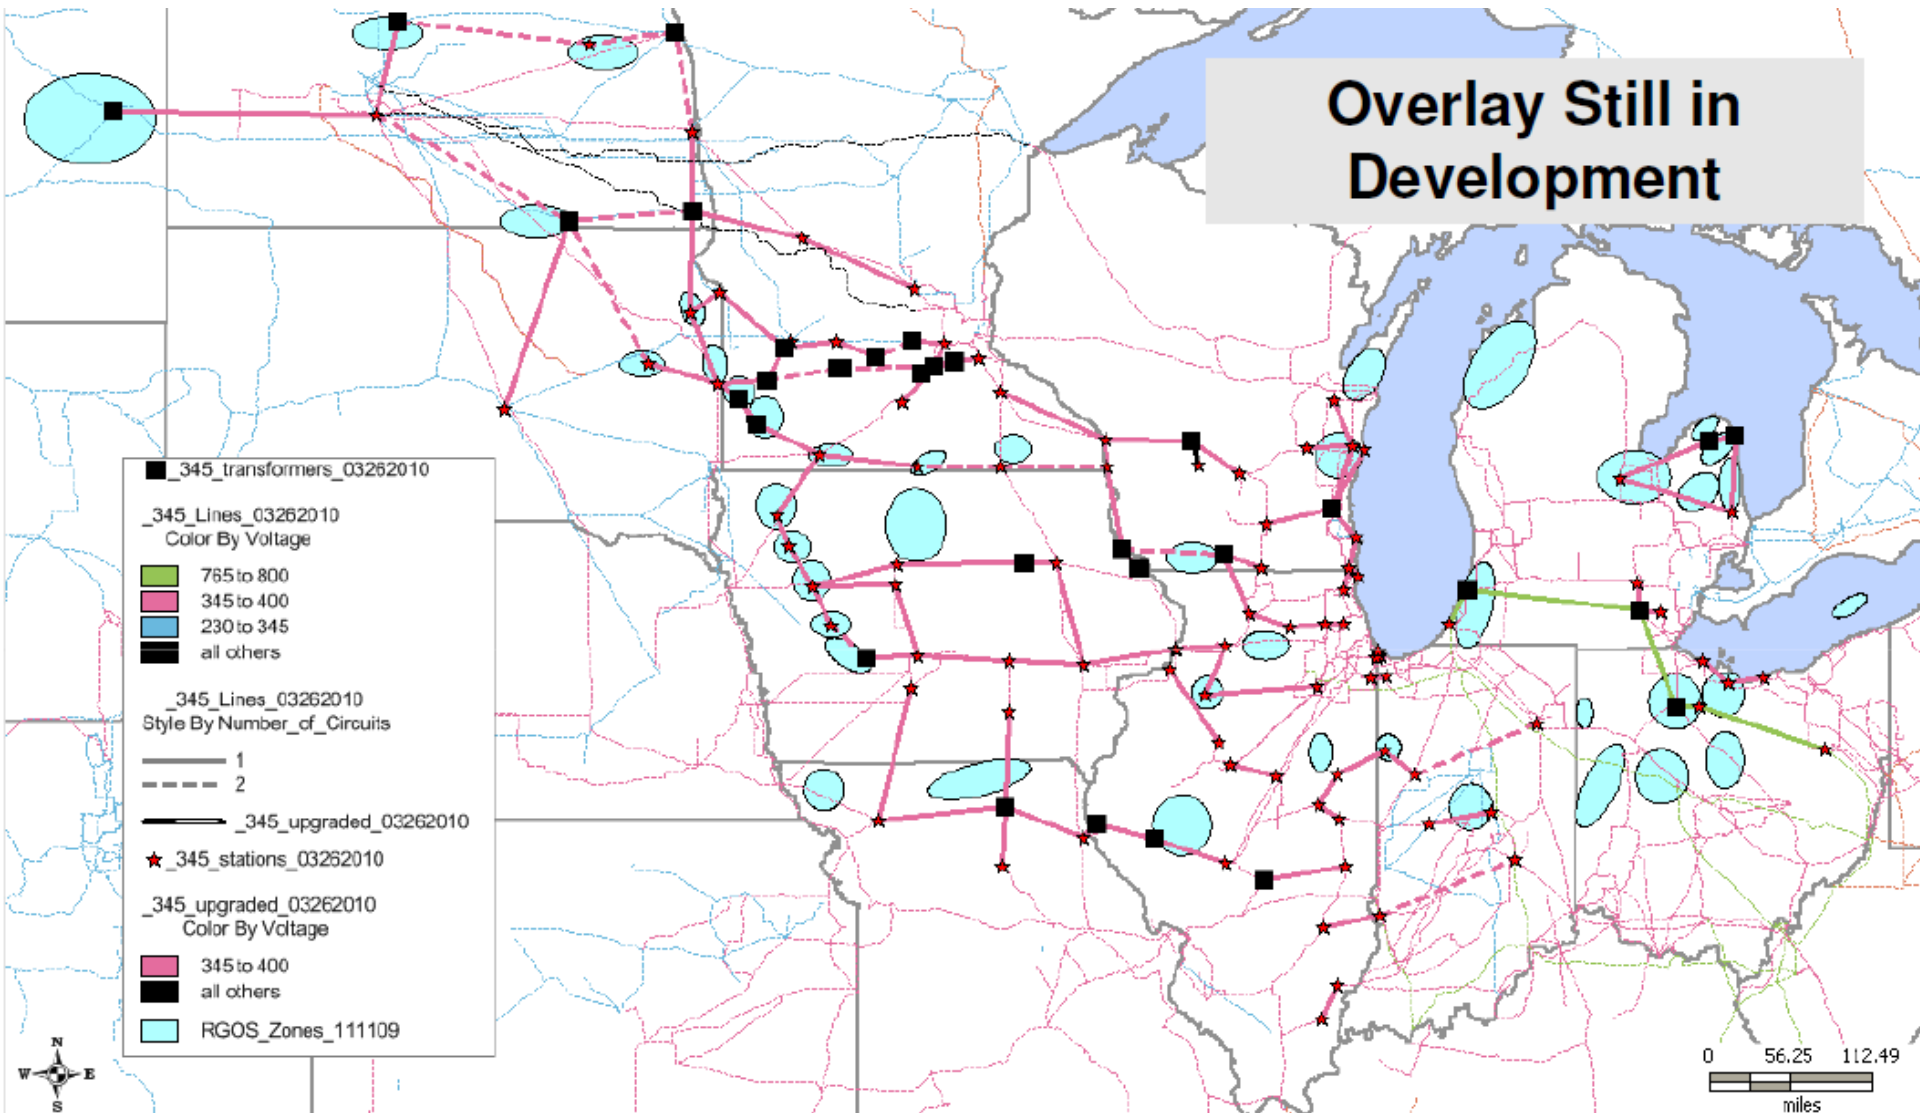 Overlay Still in
Development
_345_transformers_03262010
_345_Lines_03262010
Color By Voltage
765 to 800
345 to 400
230 to 345
all others
_345_Lines_03262010
Style By Number_of_Circuits
1
2
_345_upgraded_03262010
_345_stations_03262010
_345_upgraded_03262010
Color By Voltage
345 to 400
all others
RGOS_Zones_111109
N
W E
S
0 56.25 112.49
miles